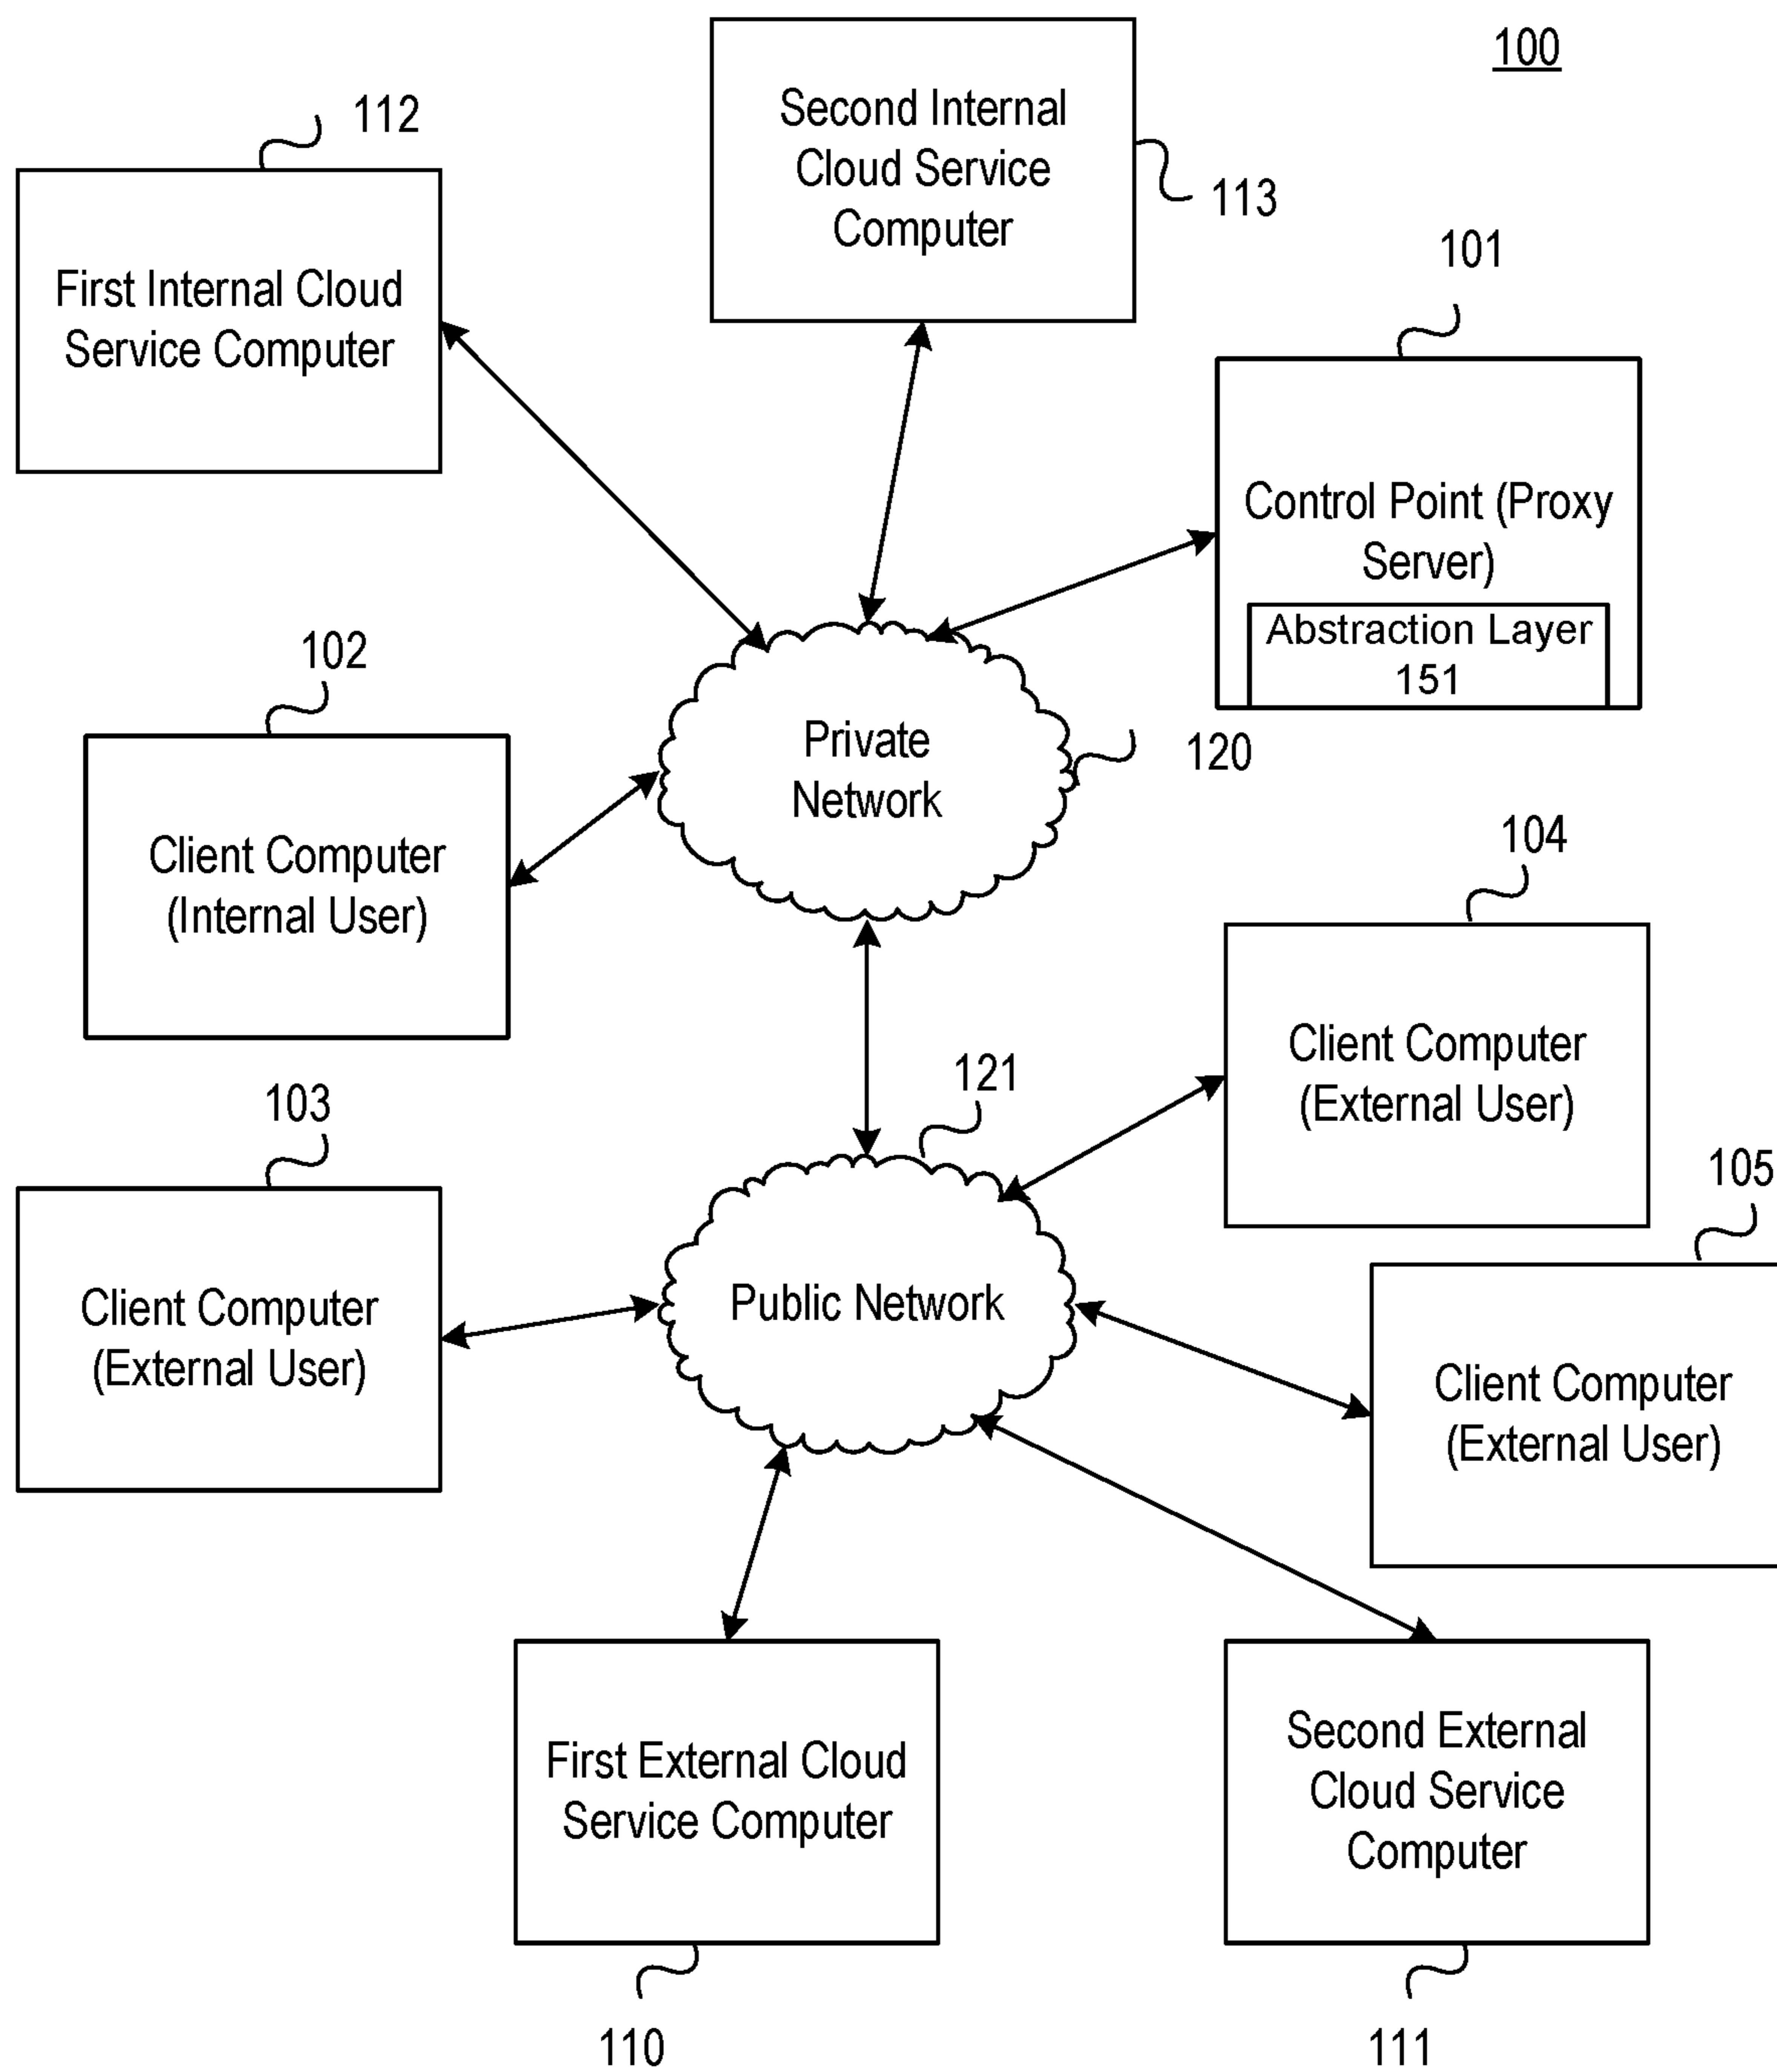 100
112
Second Internal
Cloud Service
Computer
113
First Internal Cloud
Service Computer
101
Control Point (Proxy
Server)
Abstraction Layer
151
102
Private
Network
120
Client Computer
(Internal User)
104
Client Computer
(External User)
103
121
105
Client Computer
(External User)
Public Network
Client Computer
(External User)
First External Cloud
Service Computer
Second External
Cloud Service
Computer
110
111